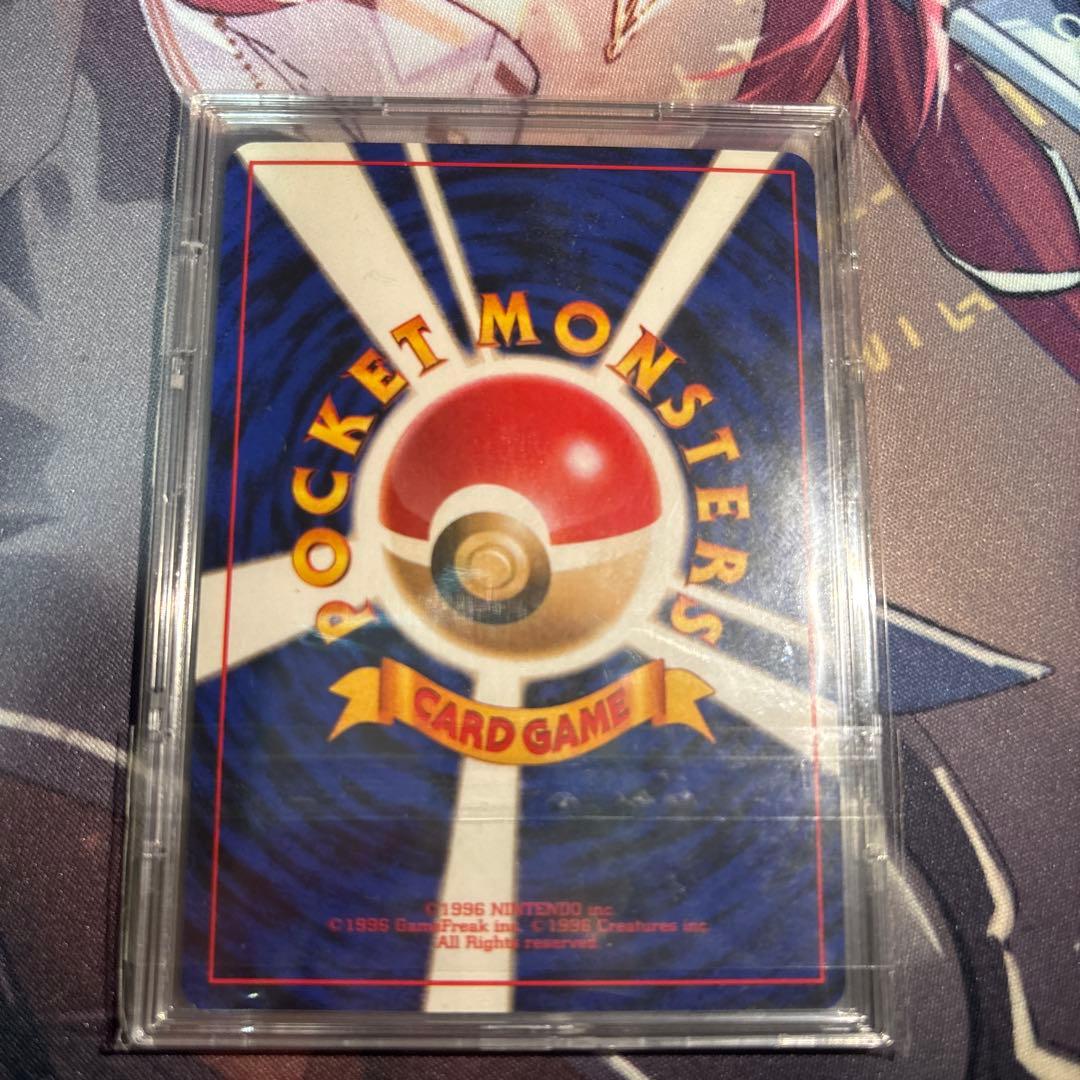 POCKET MONSTERS
CARD GAME
©1996 NINTENDO inc.
©1996 GameFreak inc. ©1996 Creatures inc.
All Rights reserved.